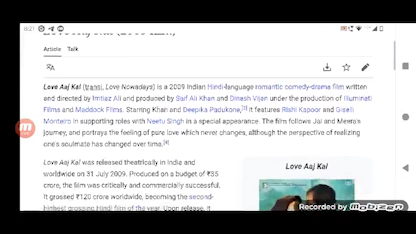 8:21
Article Talk
Love Aaj Kal (transl. Love Nowadays) is a 2009 Indian Hindi-language romantic comedy-drama film written
and directed by Imtiaz Ali and produced by Saif Ali Khan and Dinesh Vijan under the production of Illuminati
Films and Maddock Films. Starring Khan and Deepika Padukone, it features Rishi Kapoor and Giselli
Monteiro in supporting roles with Neetu Singh in a special appearance. The film follows Jai and Meera's
journey, and portrays the feeling of pure love which never changes, although the perspective of realizing
one's soulmate has changed over time.
Love Aaj Kal was released theatrically in India and
worldwide on 31 July 2009. Produced on a budget of ₹35
crore, the film was critically and commercially successful.
It grossed ₹120 crore worldwide, becoming the second-
highest grossing Hindi film of the year. Upon release, it
Love Aaj Kal
Recorded by Mobizen